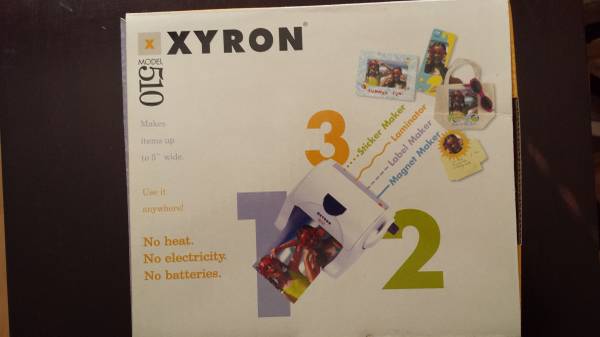 X XYRON®
MODEL
510
Makes
items up
to 5" wide.
Use it
anywhere!
No heat.
No electricity.
No batteries.
3
Sticker Maker
Laminator
Label Maker
Magnet Maker
1
2
XYRON
SUMMER FUN!